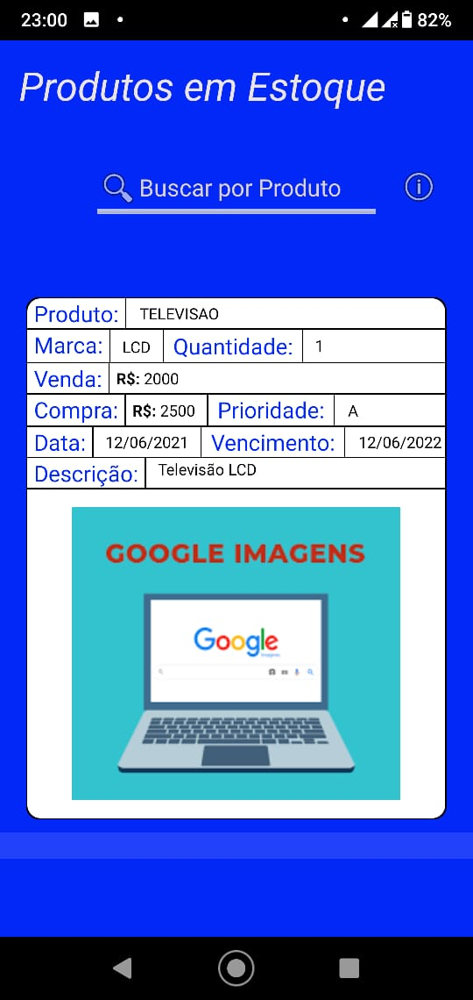 23:00 82%
Produtos em Estoque
Buscar por Produto
Produto: TELEVISAO
Marca: LCD Quantidade: 1
Venda: R$: 2000
Compra: R$: 2500 Prioridade: A
Data: 12/06/2021 Vencimento: 12/06/2022
Descrição: Televisão LCD
GOOGLE IMAGENS
Google